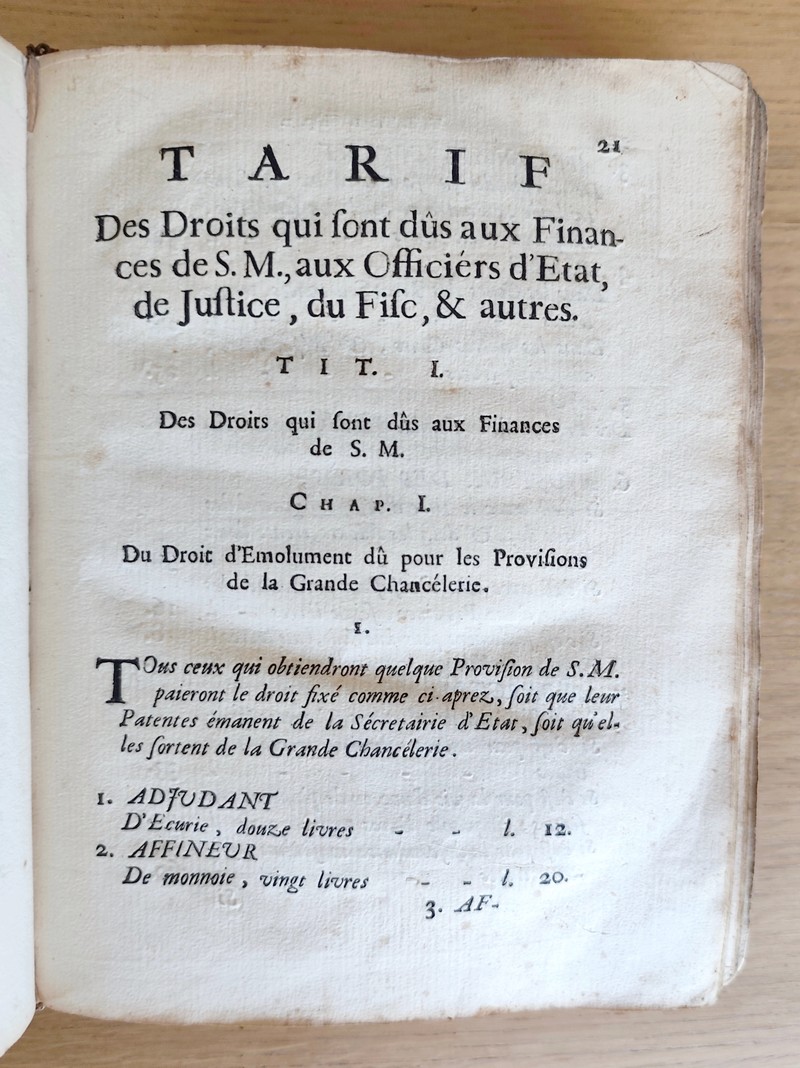 21
T A R I F
Des Droits qui ſont dûs aux Finan-
ces de S. M., aux Officiérs d'Etat,
de Juſtice, du Fiſc, & autres.
T I T. I.
Des Droits qui ſont dûs aux Finances
de S. M.
CHAP. I.
Du Droit d'Emolument dû pour les Proviſions
de la Grande Chancélerie.
1.
TOus ceux qui obtiendront quelque Proviſion de S. M.
paieront le droit fixé comme ci-aprez, ſoit que leur
Patentes émanent de la Sécretairie d'Etat, ſoit qu'el-
les ſortent de la Grande Chancélerie.
1. ADJUDANT
D'Ecurie, douze livres - - l. 12.
2. AFFINEUR
De monnoie, vingt livres - - l. 20.
3. AF-